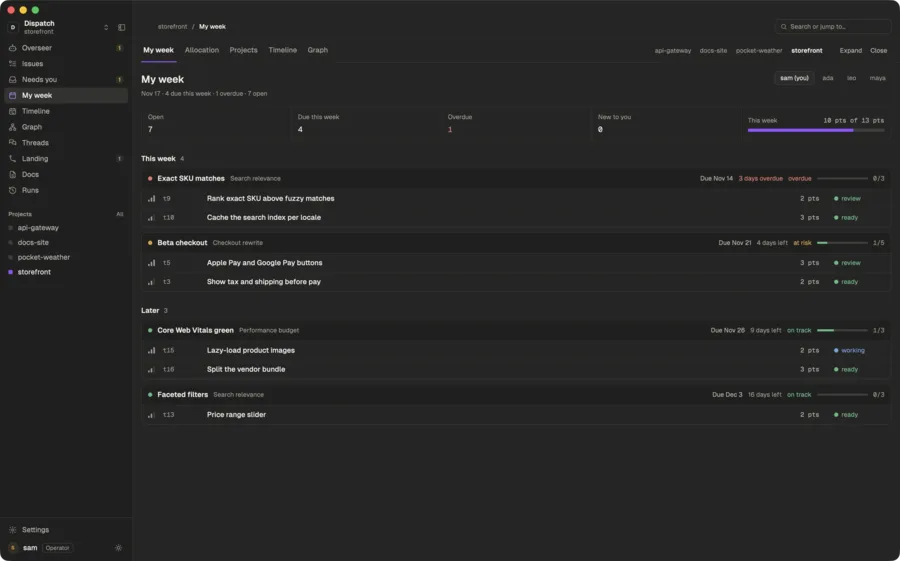 D
Dispatch
storefront
Overseer 1
Issues
Needs you 1
My week
Timeline
Graph
Threads
Landing 1
Docs
Runs
Projects All
api-gateway
docs-site
pocket-weather
storefront
Settings
S sam Operator
storefront / My week
Search or jump to…
My week Allocation Projects Timeline Graph
api-gateway docs-site pocket-weather storefront Expand Close
My week
sam (you) ada leo maya
Nov 17 · 4 due this week · 1 overdue · 7 open
Open Due this week Overdue New to you
7 4 1 0
This week 10 pts of 13 pts
This week 4
Exact SKU matches Search relevance Due Nov 14 3 days overdue overdue 0/3
t9 Rank exact SKU above fuzzy matches 2 pts review
t10 Cache the search index per locale 3 pts ready
Beta checkout Checkout rewrite Due Nov 21 4 days left at risk 1/5
t5 Apple Pay and Google Pay buttons 3 pts review
t3 Show tax and shipping before pay 2 pts ready
Later 3
Core Web Vitals green Performance budget Due Nov 26 9 days left on track 1/3
t15 Lazy-load product images 2 pts working
t16 Split the vendor bundle 3 pts ready
Faceted filters Search relevance Due Dec 3 16 days left on track 0/3
t13 Price range slider 2 pts ready